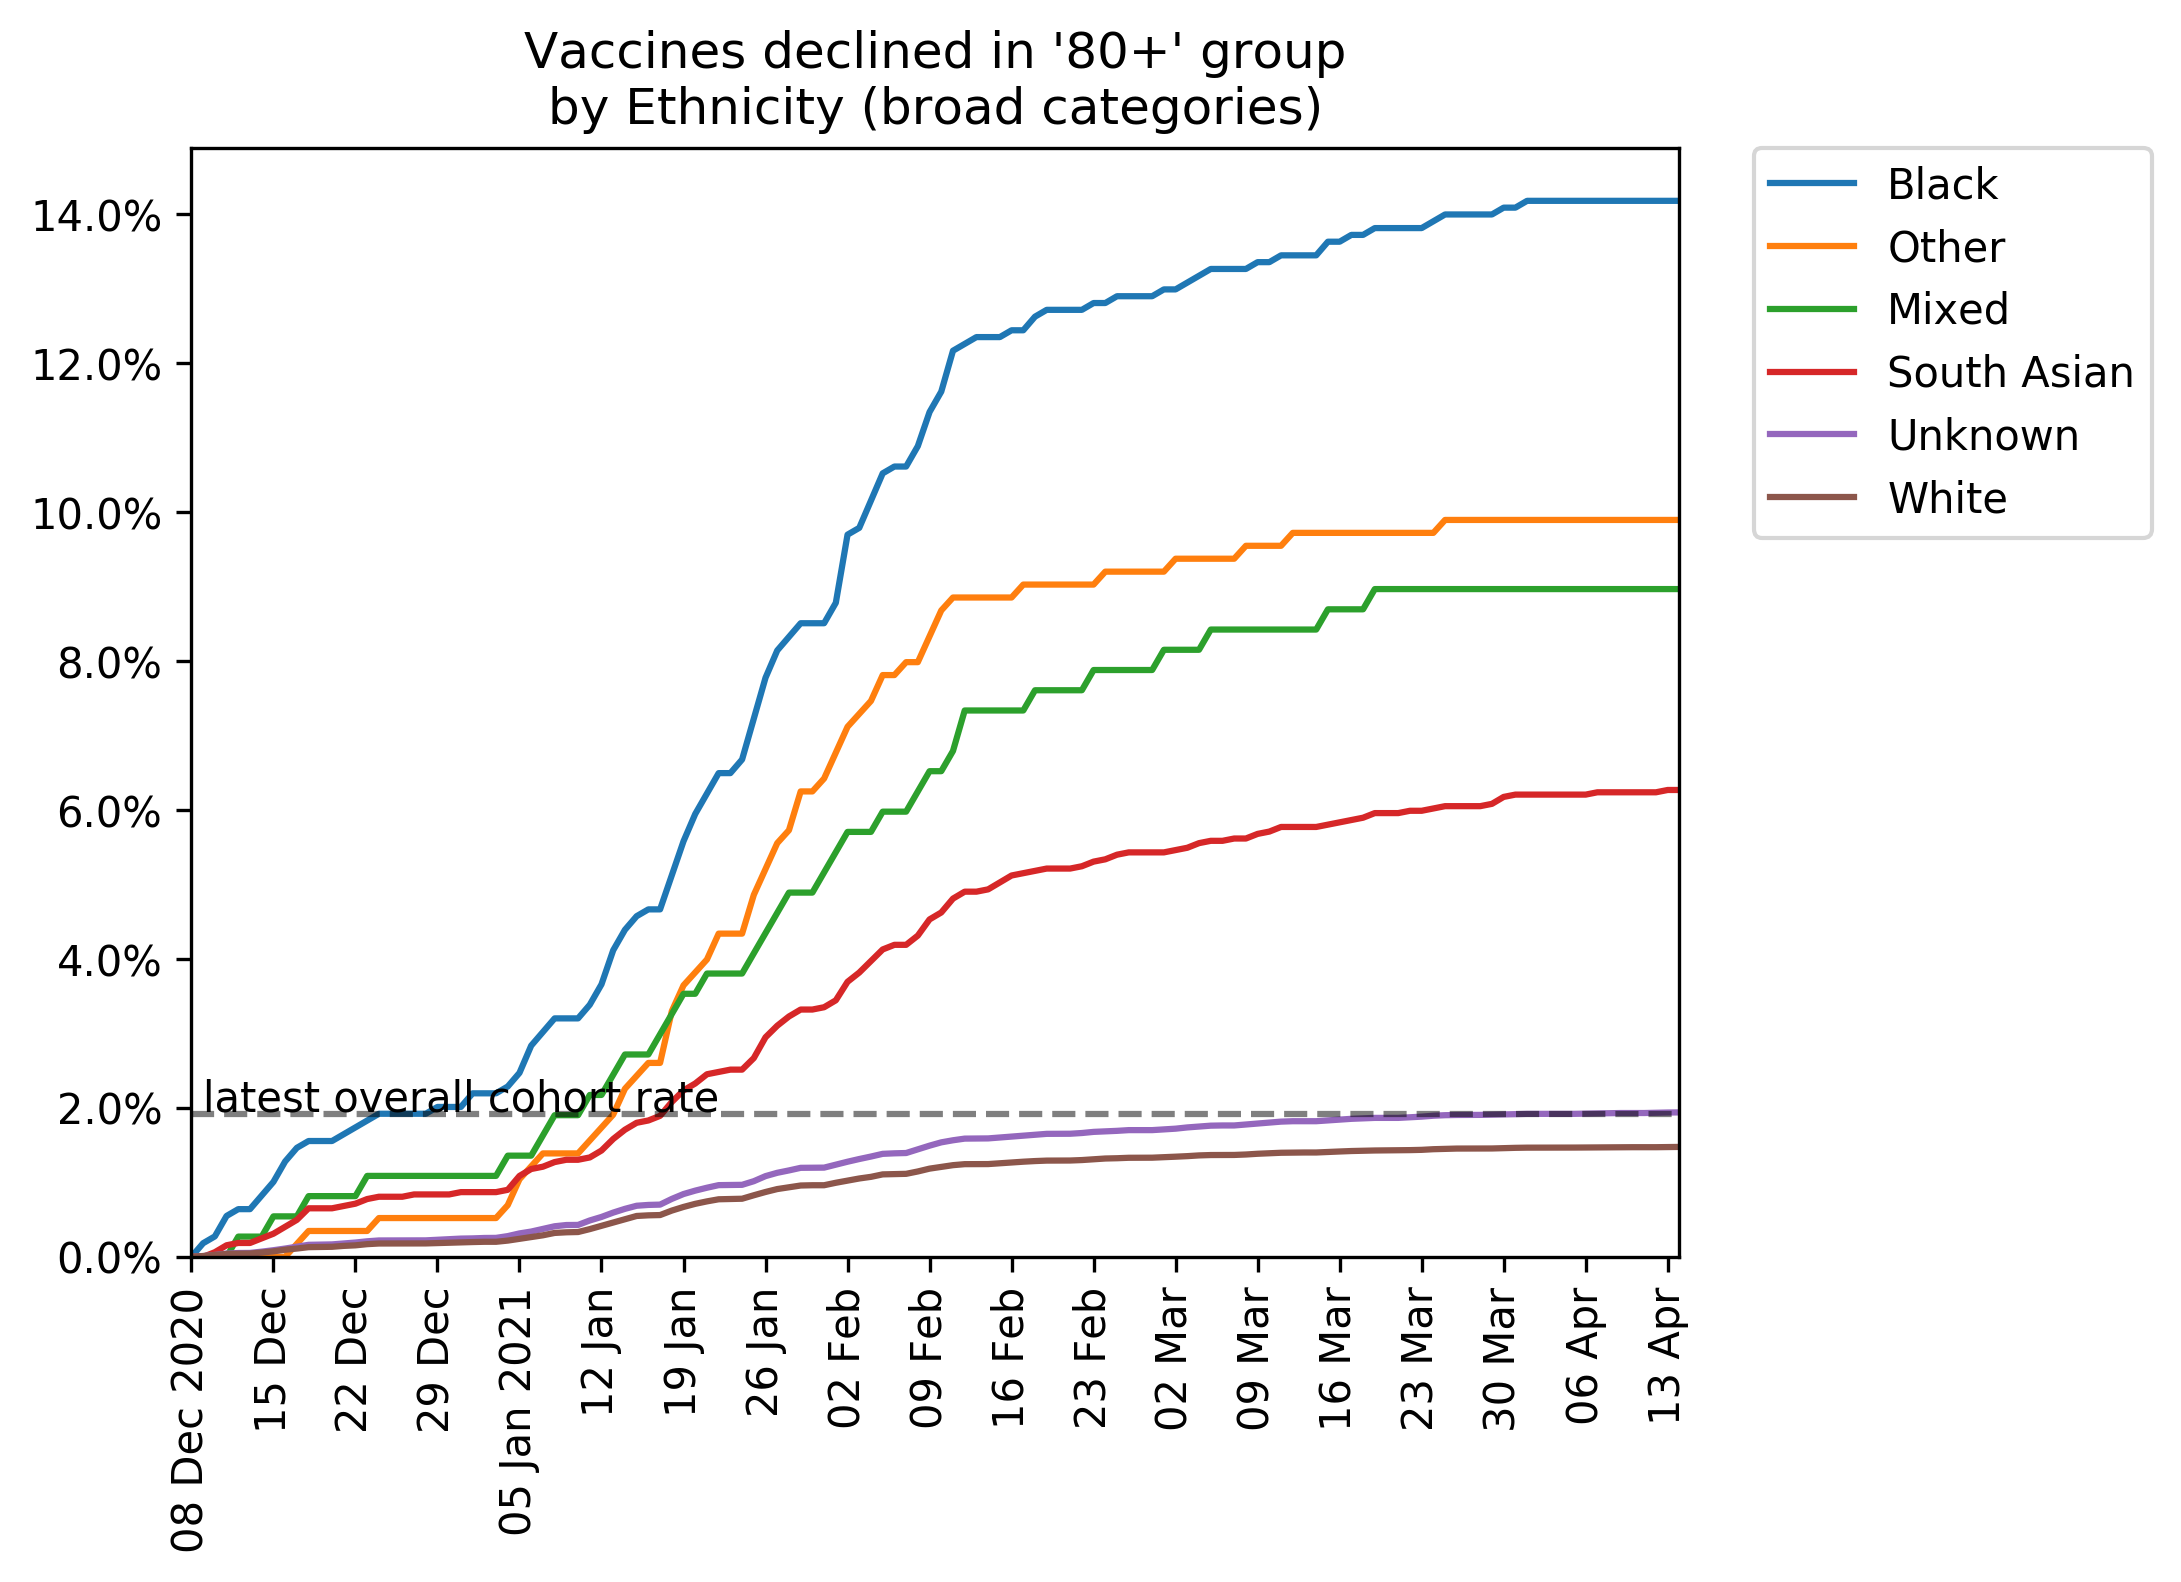 Vaccines declined in '80+' group
by Ethnicity (broad categories)
14.0%
12.0%
10.0%
8.0%
6.0%
4.0%
2.0%
0.0%
latest overall cohort rate
08 Dec 2020
15 Dec
22 Dec
29 Dec
05 Jan 2021
12 Jan
19 Jan
26 Jan
02 Feb
09 Feb
16 Feb
23 Feb
02 Mar
09 Mar
16 Mar
23 Mar
30 Mar
06 Apr
13 Apr
Black
Other
Mixed
South Asian
Unknown
White